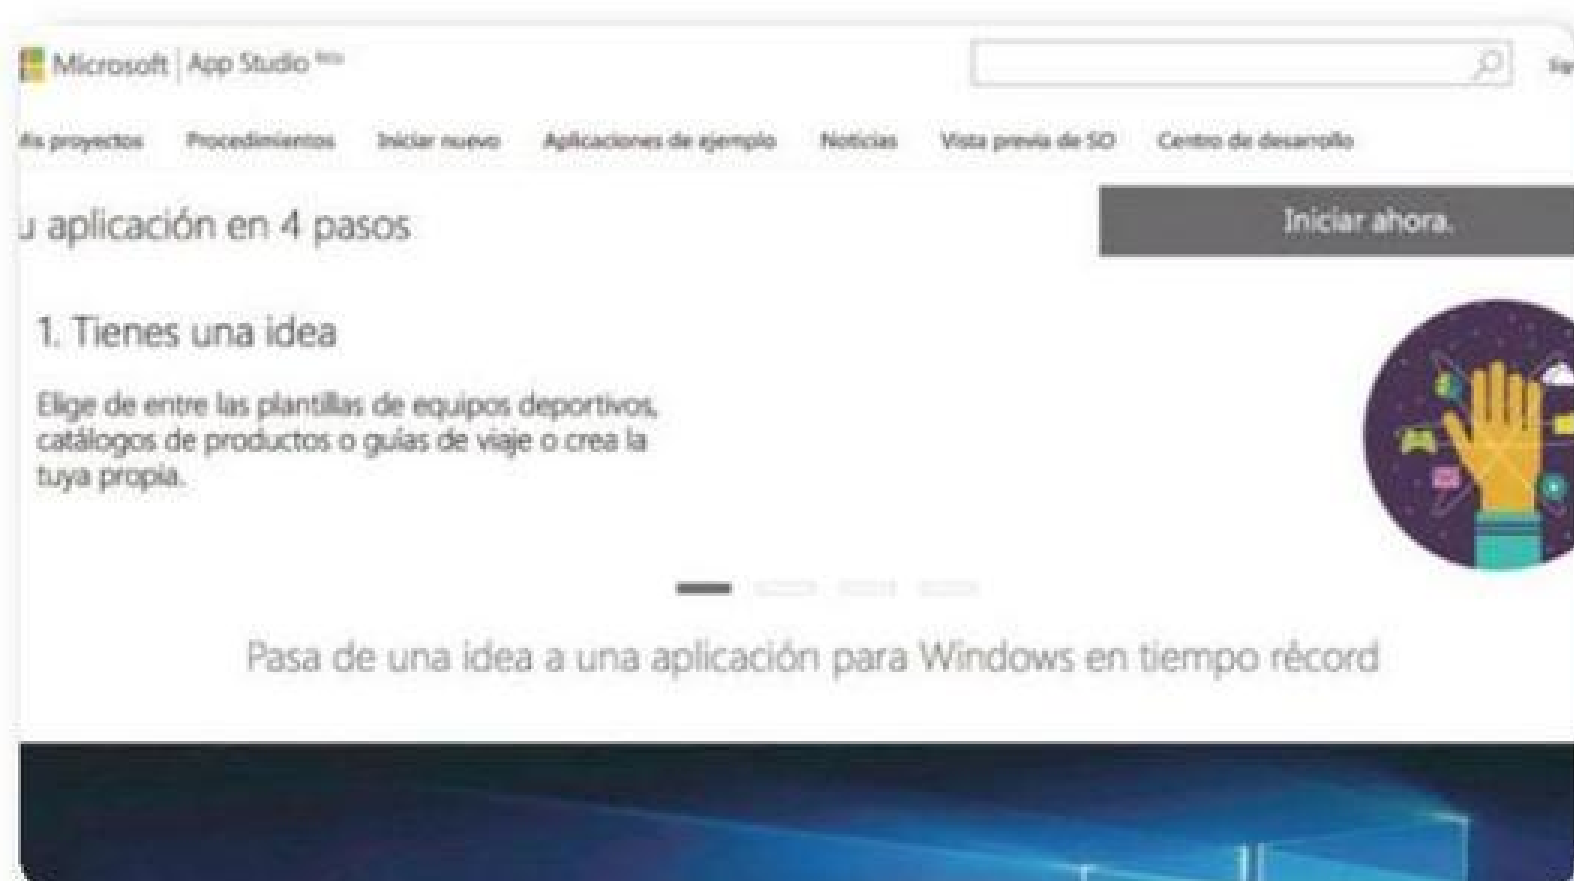 Microsoft | App Studio Beta
Mis proyectos Procedimientos Iniciar nuevo Aplicaciones de ejemplo Noticias Vista previa de SO Centro de desarrollo
u aplicación en 4 pasos
Iniciar ahora.
1. Tienes una idea
Elige de entre las plantillas de equipos deportivos,
catálogos de productos o guías de viaje o crea la
tuya propia.
Pasa de una idea a una aplicación para Windows en tiempo récord